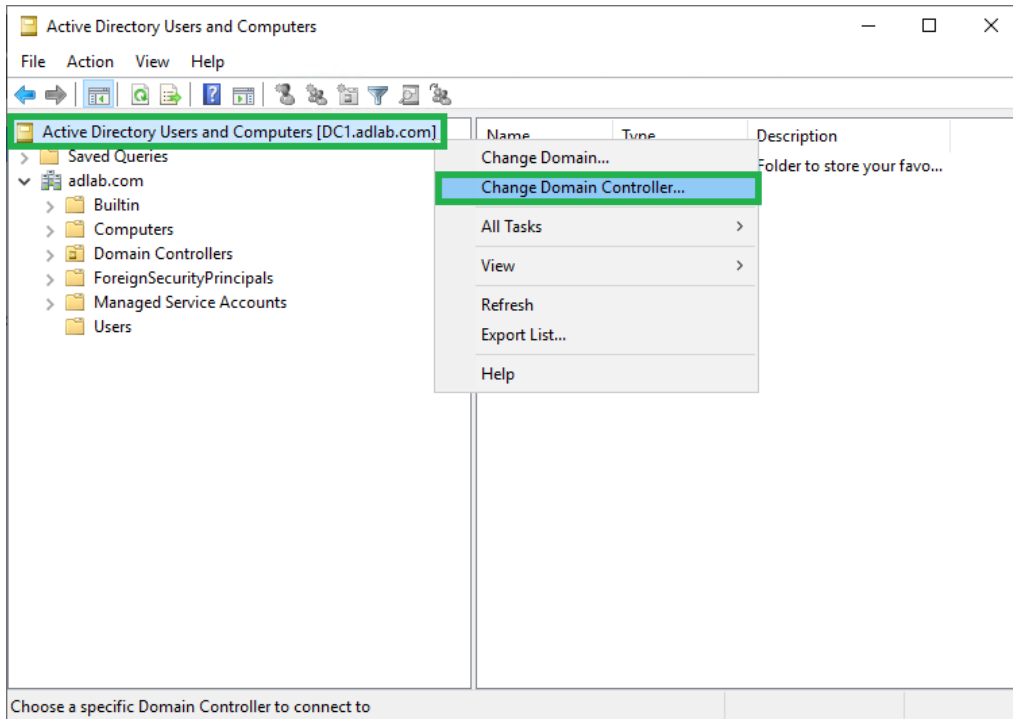 Active Directory Users and Computers
File Action View Help
Active Directory Users and Computers [DC1.adlab.com]
Saved Queries
adlab.com
Builtin
Computers
Domain Controllers
ForeignSecurityPrincipals
Managed Service Accounts
Users
Name Type Description
Folder to store your favo...
Change Domain...
Change Domain Controller...
All Tasks
View
Refresh
Export List...
Help
Choose a specific Domain Controller to connect to